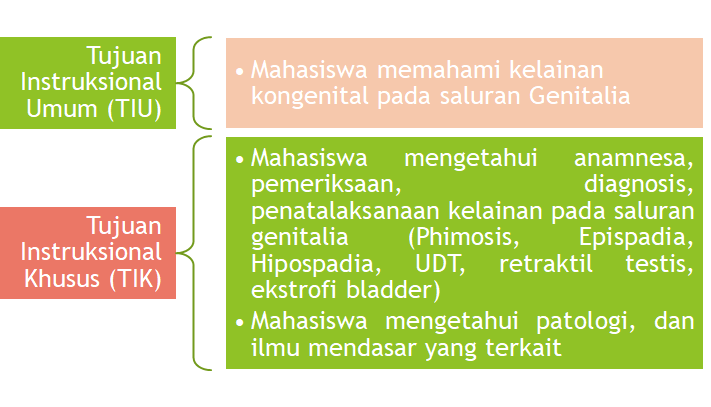 Tujuan
Instruksional
Umum (TIU)
• Mahasiswa memahami kelainan
kongenital pada saluran Genitalia
Tujuan
Instruksional
Khusus (TIK)
• Mahasiswa mengetahui anamnesa,
pemeriksaan, diagnosis,
penatalaksanaan kelainan pada saluran
genitalia (Phimosis, Epispadia,
Hipospadia, UDT, retraktil testis,
ekstrofi bladder)
• Mahasiswa mengetahui patologi, dan
ilmu mendasar yang terkait